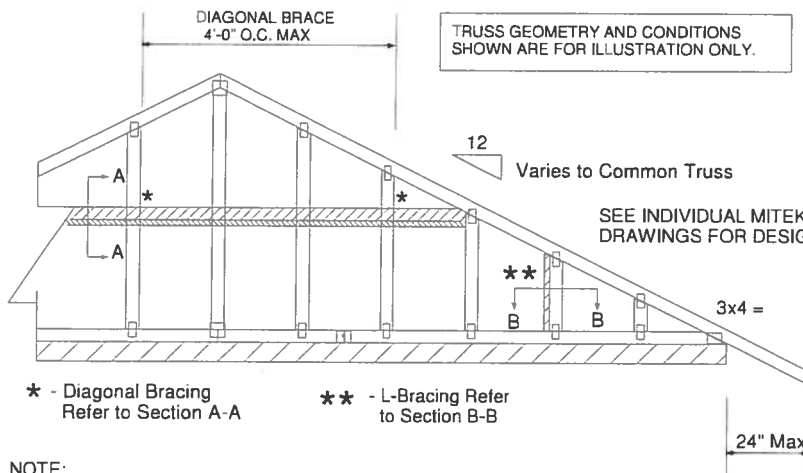 DIAGONAL BRACE
4'-0" O.C. MAX
TRUSS GEOMETRY AND CONDITIONS
SHOWN ARE FOR ILLUSTRATION ONLY.
12
Varies to Common Truss
A
*
*
A
SEE INDIVIDUAL MITEK
DRAWINGS FOR DESIG
**
B
B
3x4 =
* - Diagonal Bracing
Refer to Section A-A
** - L-Bracing Refer
to Section B-B
24" Max
NOTE: